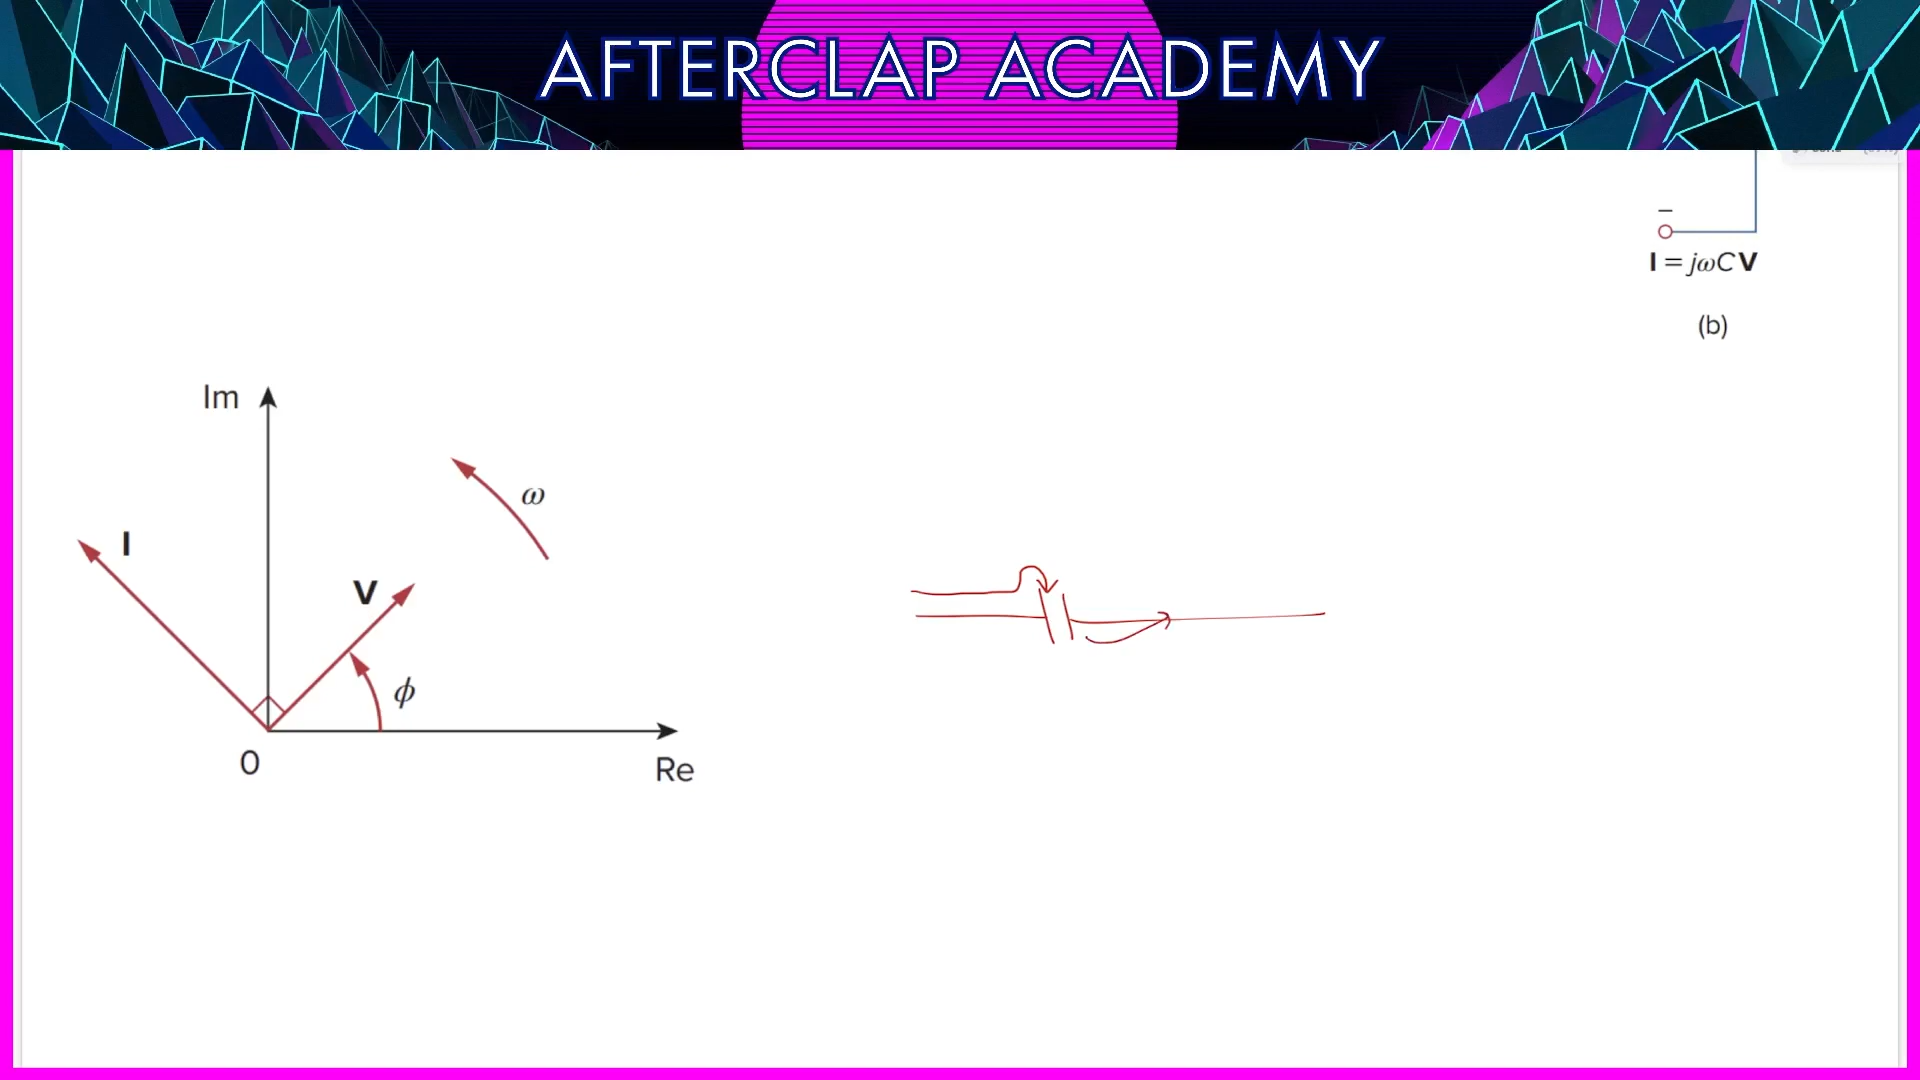 AFTERCLAP ACADEMY
−
I = jωCV
(b)
Im
ω
I
V
ϕ
0
Re